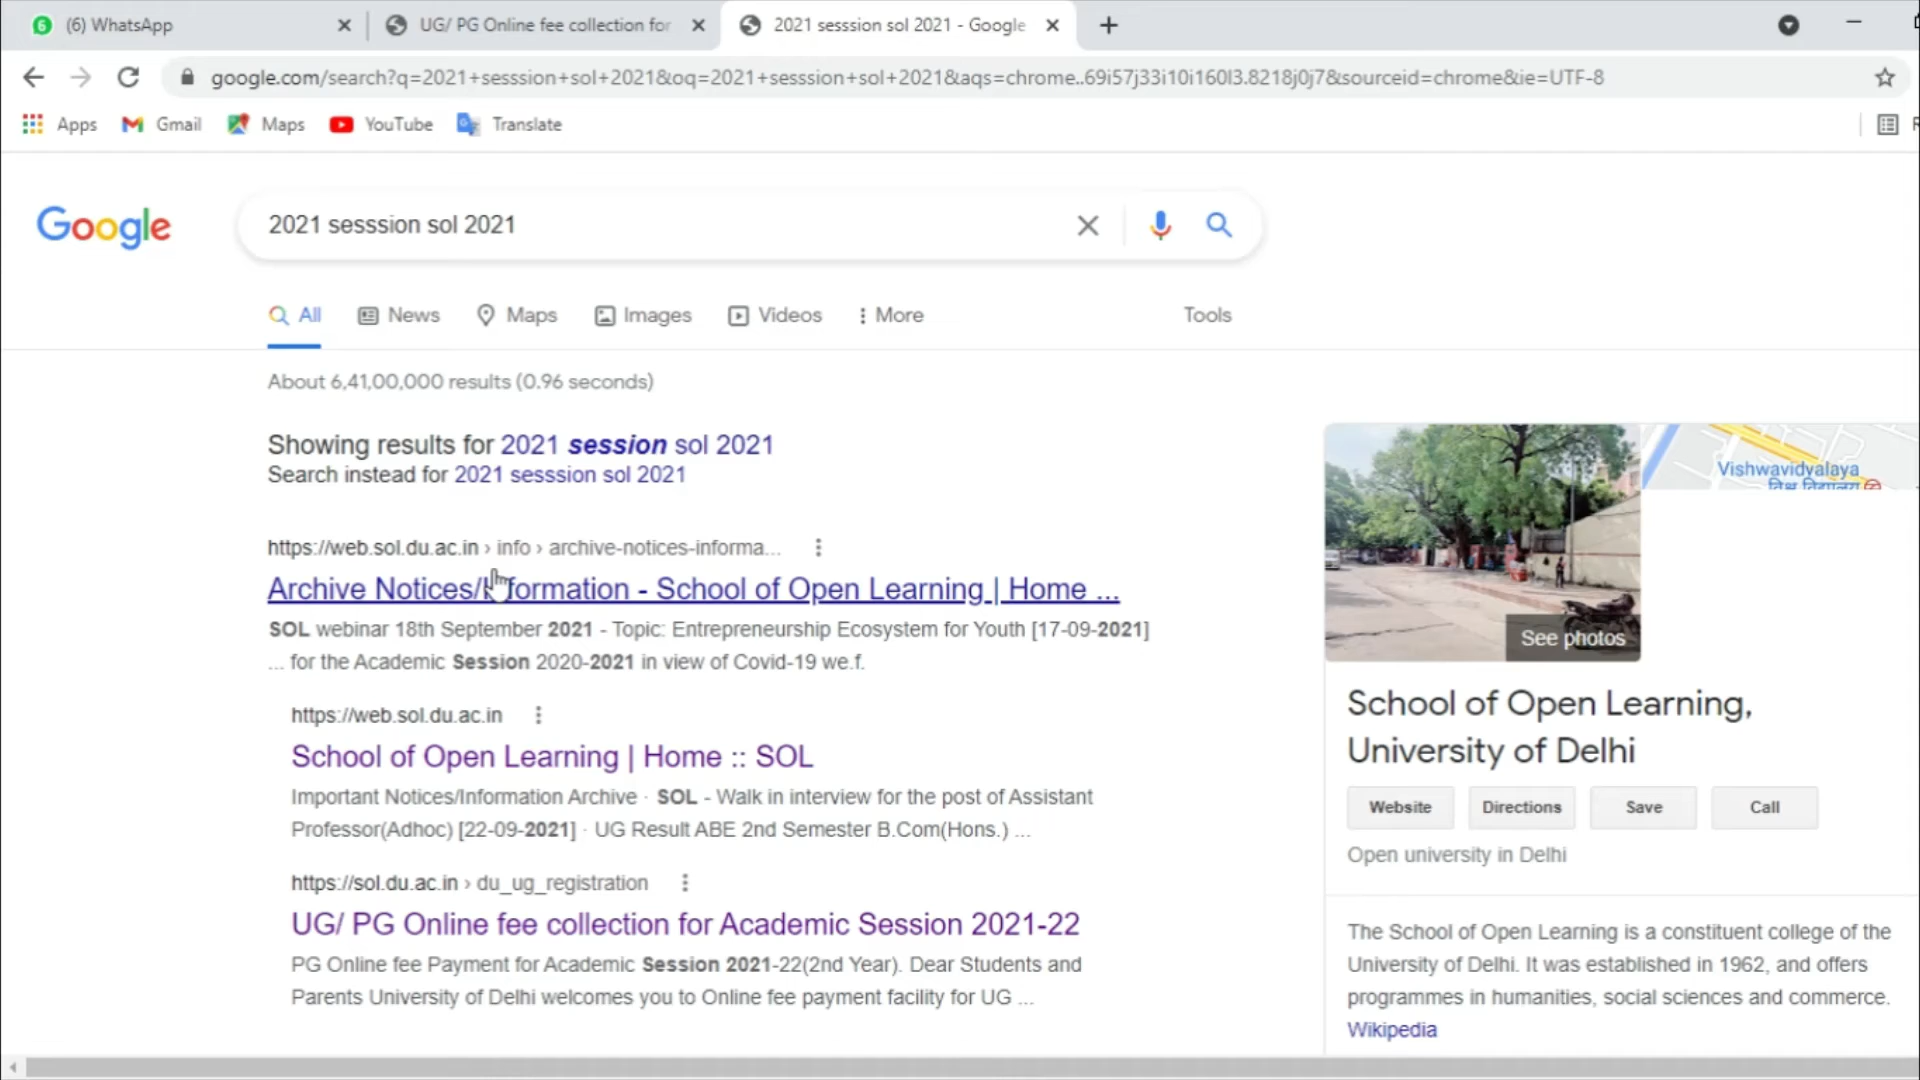 6 (6) WhatsApp
UG/ PG Online fee collection for
2021 sesssion sol 2021 - Google
google.com/search?q=2021+sesssion+sol+2021&oq=2021+sesssion+sol+2021&aqs=chrome..69i57j33i10i160l3.8218j0j7&sourceid=chrome&ie=UTF-8
Apps Gmail Maps YouTube Translate
Google
2021 sesssion sol 2021
All News Maps Images Videos More Tools
About 6,41,00,000 results (0.96 seconds)
Showing results for 2021 session sol 2021
Search instead for 2021 sesssion sol 2021
https://web.sol.du.ac.in › info › archive-notices-informa...
Archive Notices/Information - School of Open Learning | Home ...
SOL webinar 18th September 2021 - Topic: Entrepreneurship Ecosystem for Youth [17-09-2021]
... for the Academic Session 2020-2021 in view of Covid-19 we.f.
https://web.sol.du.ac.in
School of Open Learning | Home :: SOL
Important Notices/Information Archive · SOL - Walk in interview for the post of Assistant
Professor(Adhoc) [22-09-2021] · UG Result ABE 2nd Semester B.Com(Hons.) ...
https://sol.du.ac.in › du_ug_registration
UG/ PG Online fee collection for Academic Session 2021-22
PG Online fee Payment for Academic Session 2021-22(2nd Year). Dear Students and
Parents University of Delhi welcomes you to Online fee payment facility for UG ...
Vishwavidyalaya
See photos
School of Open Learning,
University of Delhi
Website Directions Save Call
Open university in Delhi
The School of Open Learning is a constituent college of the
University of Delhi. It was established in 1962, and offers
programmes in humanities, social sciences and commerce.
Wikipedia